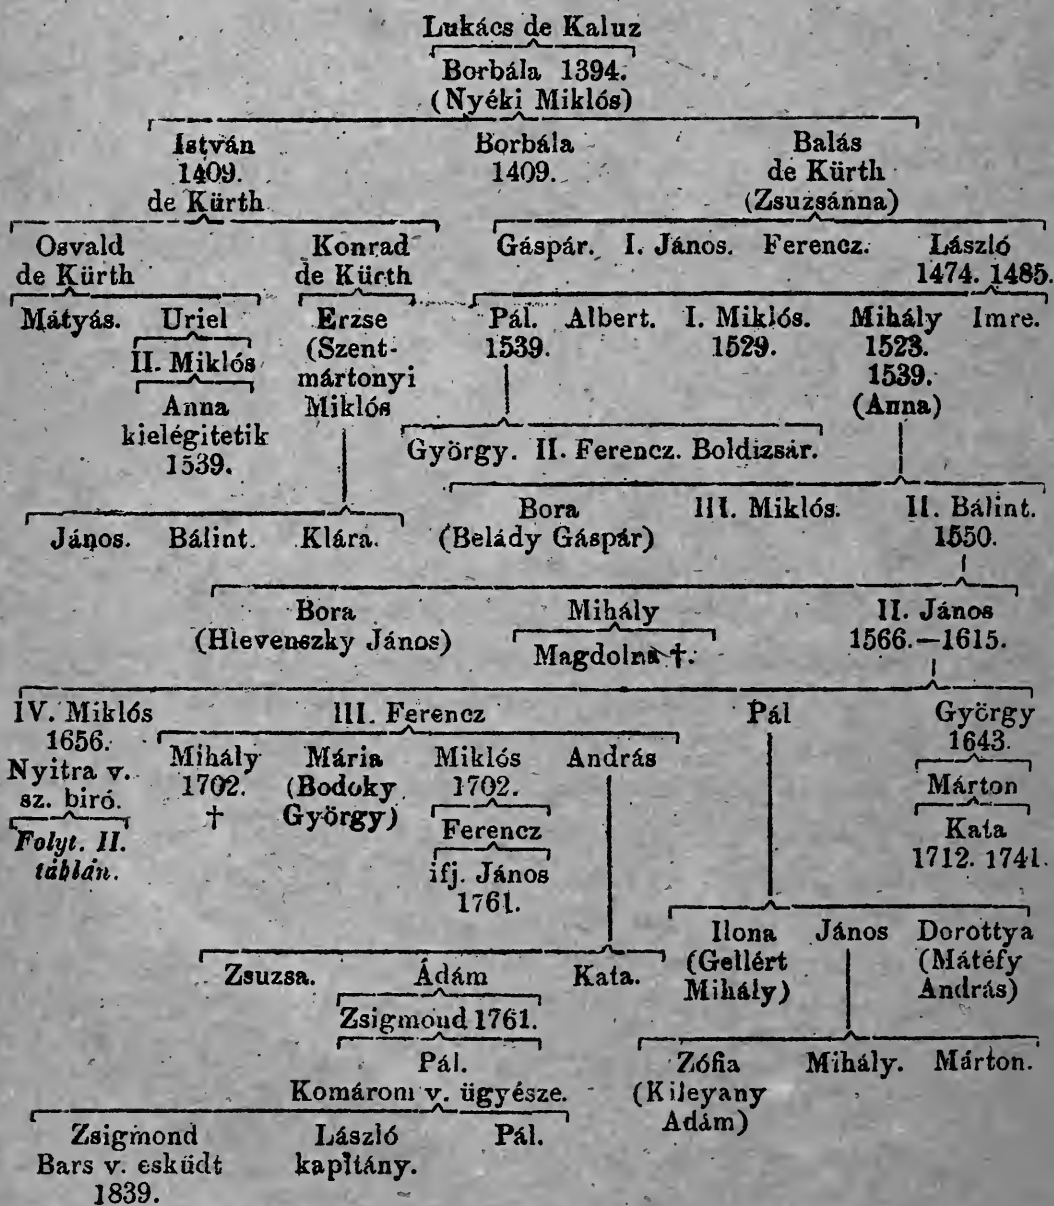 Lukács de Kaluz
Borbála 1394.
(Nyéki Miklós)
István Borbála Balás
1409. 1409. de Kürth
de Kürth (Zsuzsánna)
Osvald Konrad Gáspár. I. János. Ferencz. László
de Kürth de Kürth 1474. 1485.
Mátyás. Uriel Erzse Pál. Albert. I. Miklós. Mihály Imre.
(Szent- 1539. 1529. 1523.
II. Miklós mártonyi 1539.
Anna Miklós (Anna)
kielégitetik György. II. Ferencz. Boldizsár.
1539.
Bora III. Miklós. II. Bálint.
János. Bálint. Klára. (Belády Gáspár) 1550.
Bora Mihály II. János
(Hlevenszky János) Magdolna †. 1566.—1615.
IV. Miklós III. Ferencz Pál György
1656. Mihály Mária Miklós András 1643.
Nyitra v. 1702. (Bodoky 1702. Márton
sz. biró. † György) Ferencz Kata
Folyt. II. ifj. János 1712. 1741.
táblán. 1761.
Ilona János Dorottya
Zsuzsa. Ádám Kata. (Gellért (Mátéfy
Mihály) András)
Zsigmond 1761.
Pál. Zófia Mihály. Márton.
Komárom v. ügyésze. (Kileyany
Zsigmond László Pál. Adám)
Bars v. esküdt kapitány.
1839.